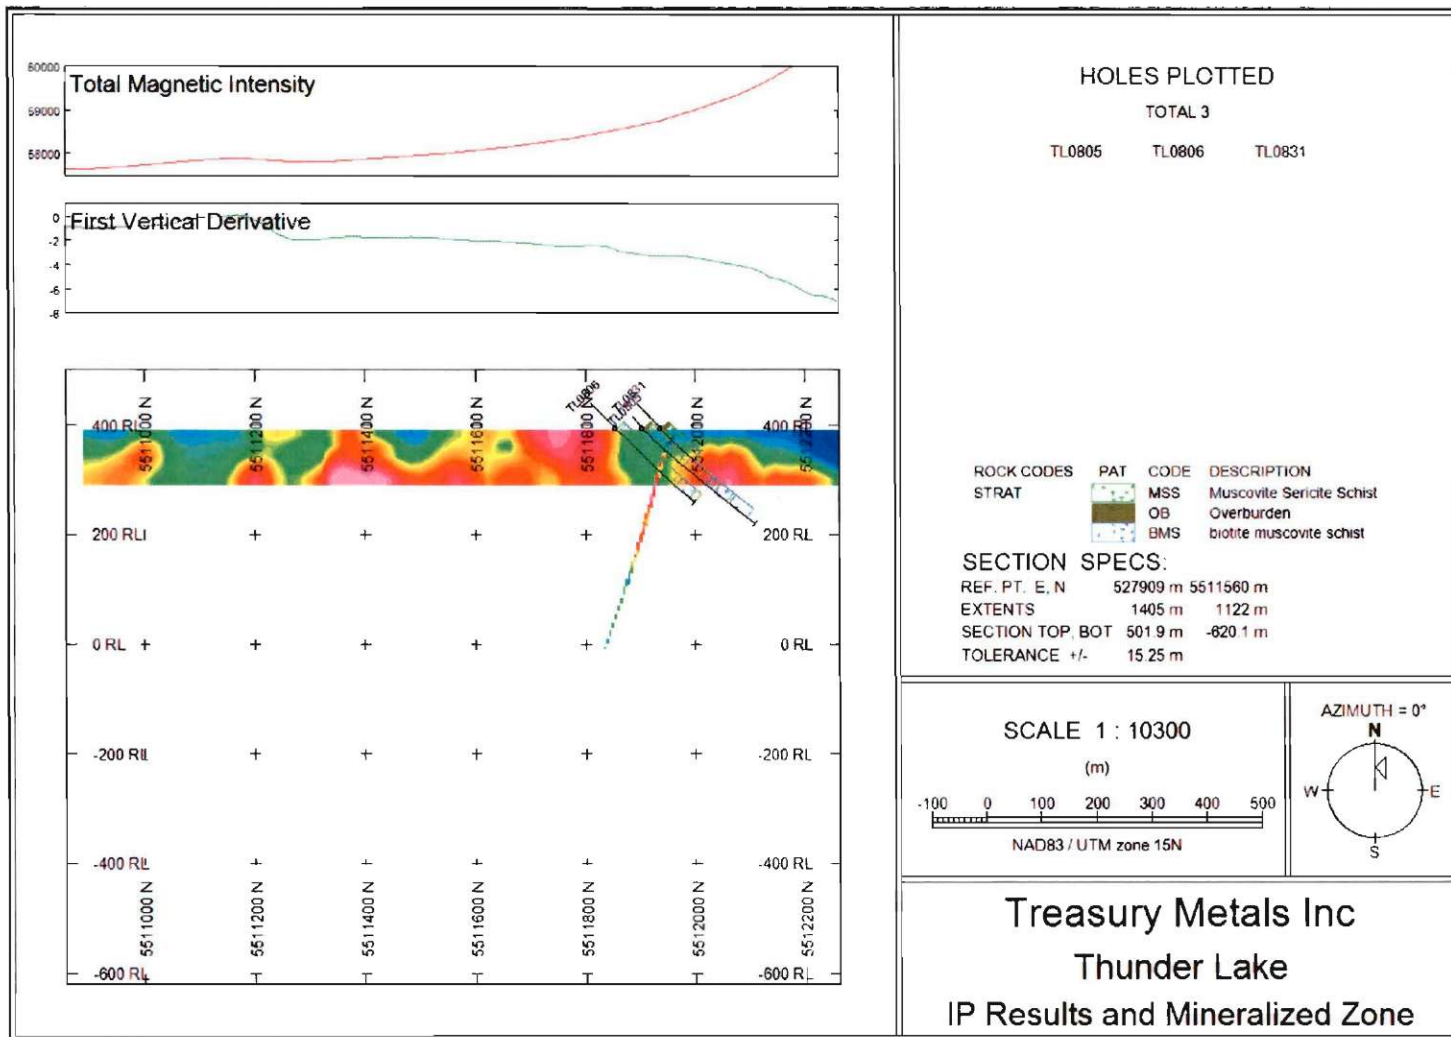 Total Magnetic Intensity
60000
59000
58000
First Vertical Derivative
0
-2
-4
-6
-8
TL0806
TL0805
TL0831
5511000 N
5511200 N
5511400 N
5511600 N
5511800 N
5512000 N
5512200 N
400 RL
400 RL
200 RL
200 RL
0 RL
0 RL
-200 RL
-200 RL
-400 RL
-400 RL
-600 RL
-600 RL
5511000 N
5511200 N
5511400 N
5511600 N
5511800 N
5512000 N
5512200 N
HOLES PLOTTED
TOTAL 3
TL0805 TL0806 TL0831
ROCK CODES PAT CODE DESCRIPTION
STRAT MSS Muscovite Sericite Schist
OB Overburden
BMS biotite muscovite schist
SECTION SPECS:
REF. PT. E, N 527909 m 5511560 m
EXTENTS 1405 m 1122 m
SECTION TOP, BOT 501.9 m -620.1 m
TOLERANCE +/- 15.25 m
SCALE 1 : 10300
(m)
-100 0 100 200 300 400 500
NAD83 / UTM zone 15N
AZIMUTH = 0°
N
W E
S
Treasury Metals Inc
Thunder Lake
IP Results and Mineralized Zone